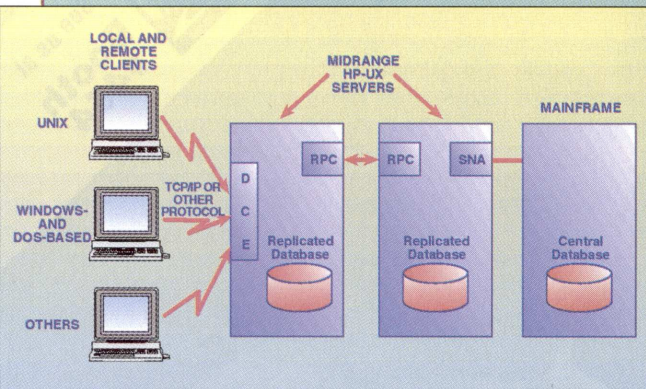 LOCAL AND
REMOTE
CLIENTS
UNIX
WINDOWS-
AND
DOS-BASED
OTHERS
TCP/IP OR
OTHER
PROTOCOL
MIDRANGE
HP-UX
SERVERS
D
C
E
RPC
Replicated
Database
RPC
SNA
Replicated
Database
MAINFRAME
Central
Database